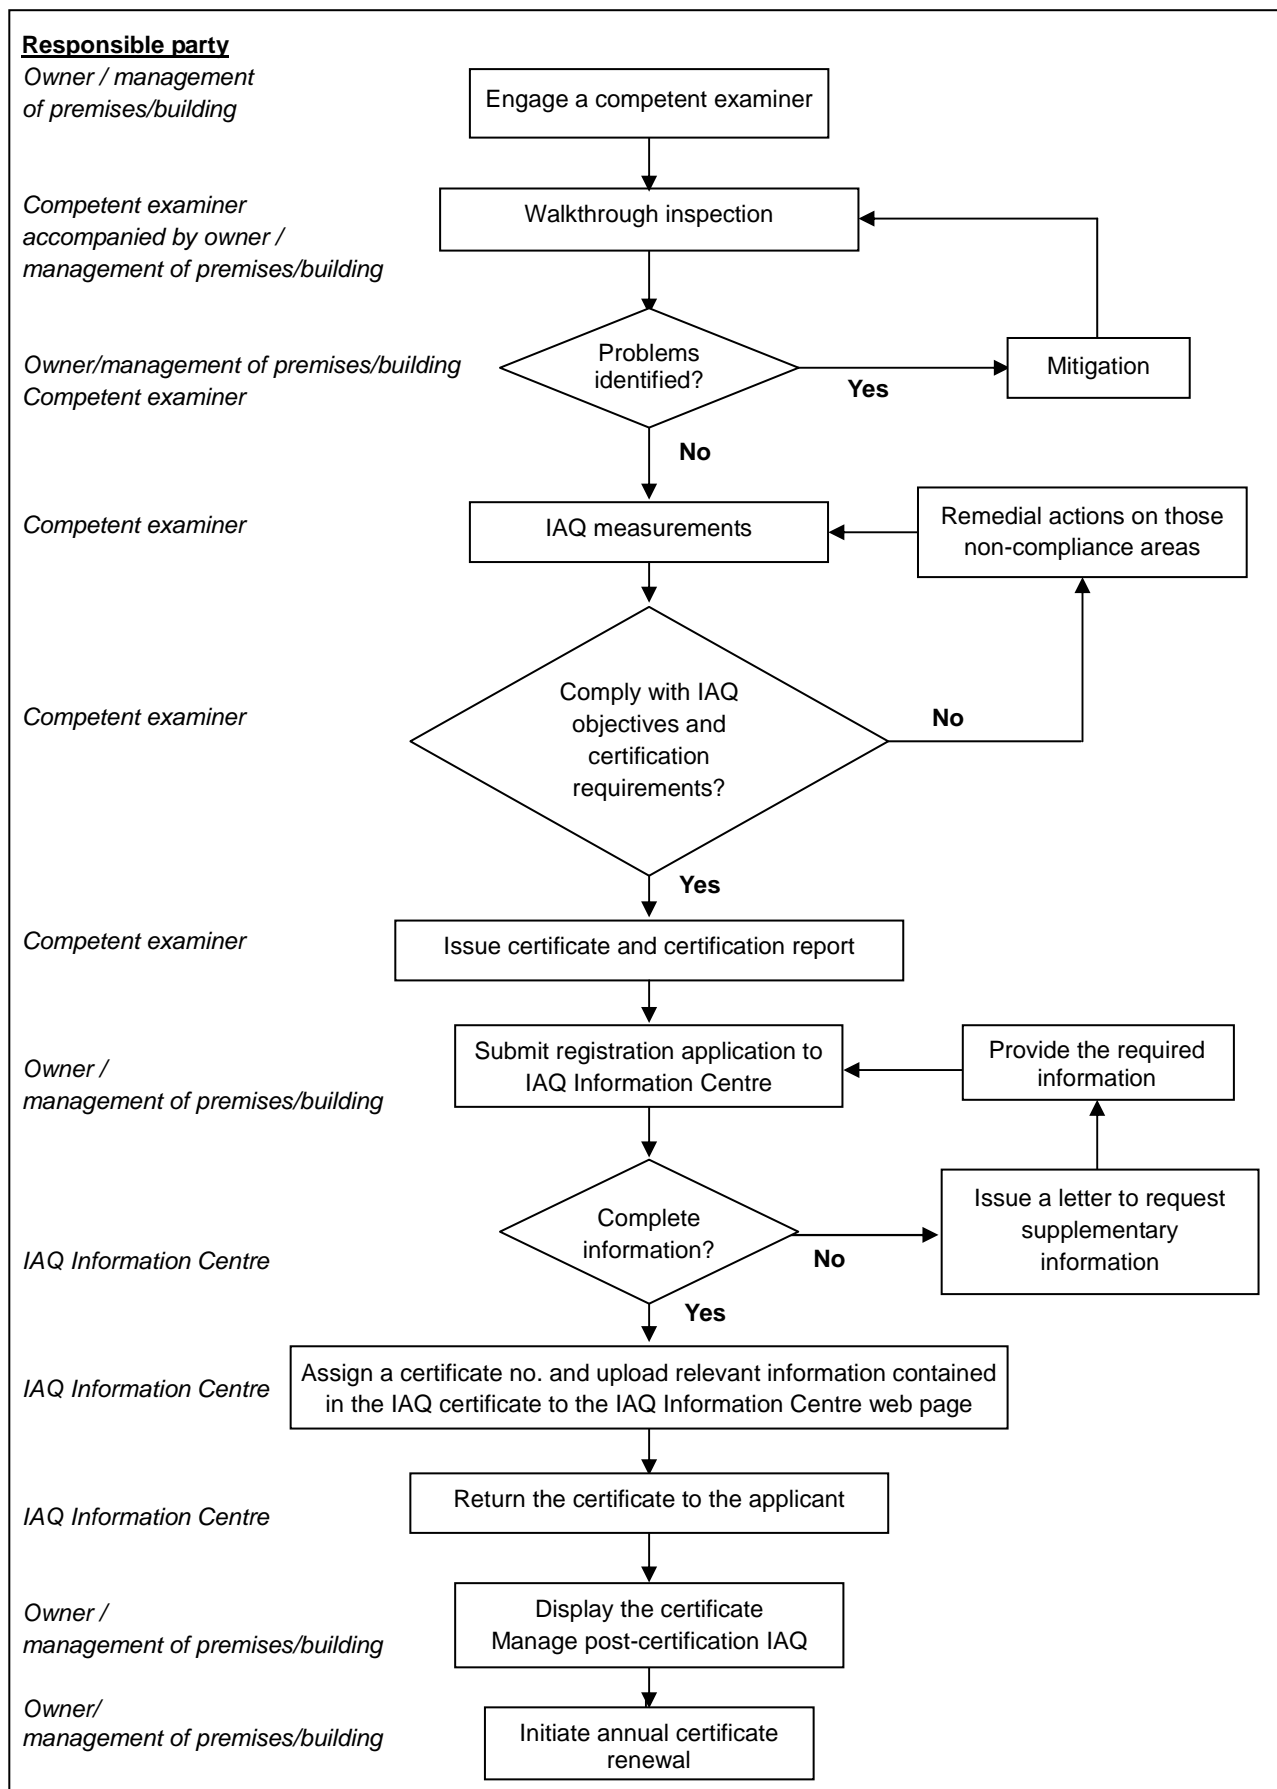 Responsible party
Owner / management
of premises/building
Engage a competent examiner
Competent examiner
accompanied by owner /
management of premises/building
Walkthrough inspection
Owner/management of premises/building
Competent examiner
Problems
identified?
Yes
Mitigation
No
Competent examiner
IAQ measurements
Remedial actions on those
non-compliance areas
Competent examiner
Comply with IAQ
objectives and
certification
requirements?
No
Yes
Competent examiner
Issue certificate and certification report
Owner /
management of premises/building
Submit registration application to
IAQ Information Centre
Provide the required
information
IAQ Information Centre
Complete
information?
No
Issue a letter to request
supplementary
information
Yes
IAQ Information Centre
Assign a certificate no. and upload relevant information contained
in the IAQ certificate to the IAQ Information Centre web page
IAQ Information Centre
Return the certificate to the applicant
Owner /
management of premises/building
Display the certificate
Manage post-certification IAQ
Owner/
management of premises/building
Initiate annual certificate
renewal